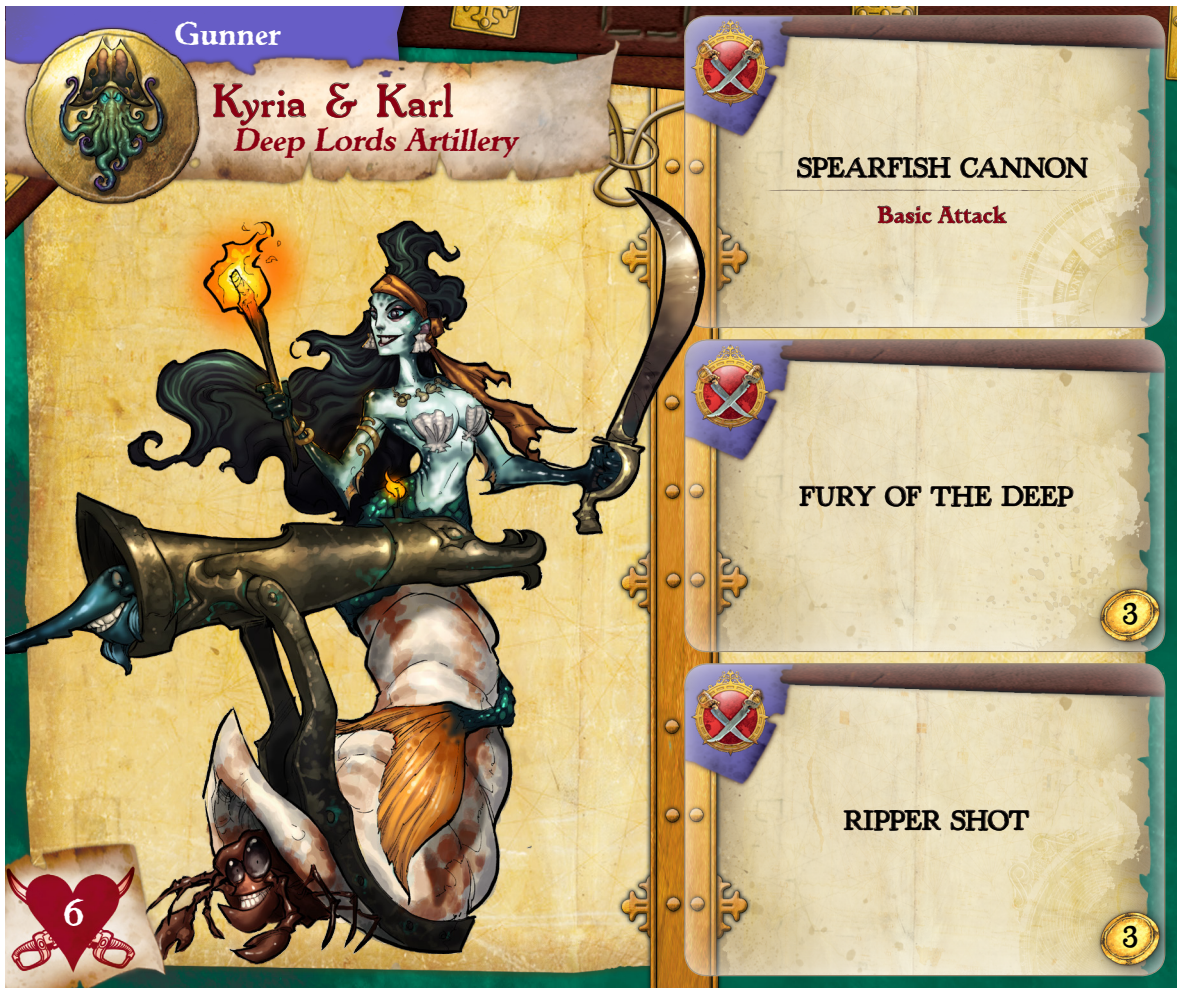 Gunner
Kyria & Karl
Deep Lords Artillery
6
SPEARFISH CANNON
Basic Attack
FURY OF THE DEEP
3
RIPPER SHOT
3